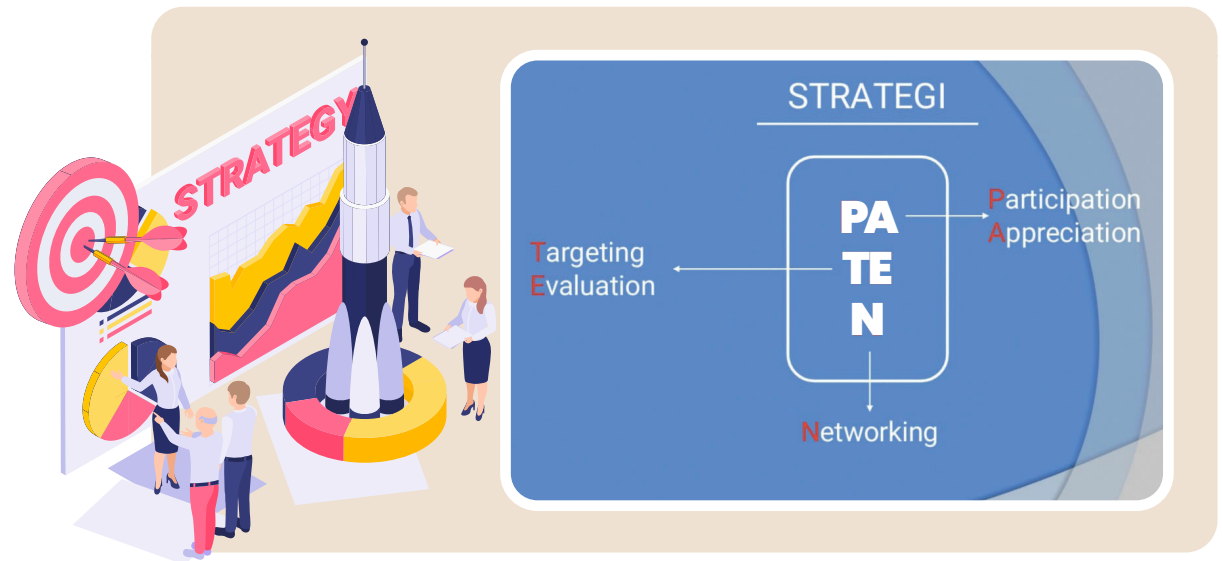 STRATEGY
STRATEGI
PA
TE
N
Participation
Appreciation
Targeting
Evaluation
Networking